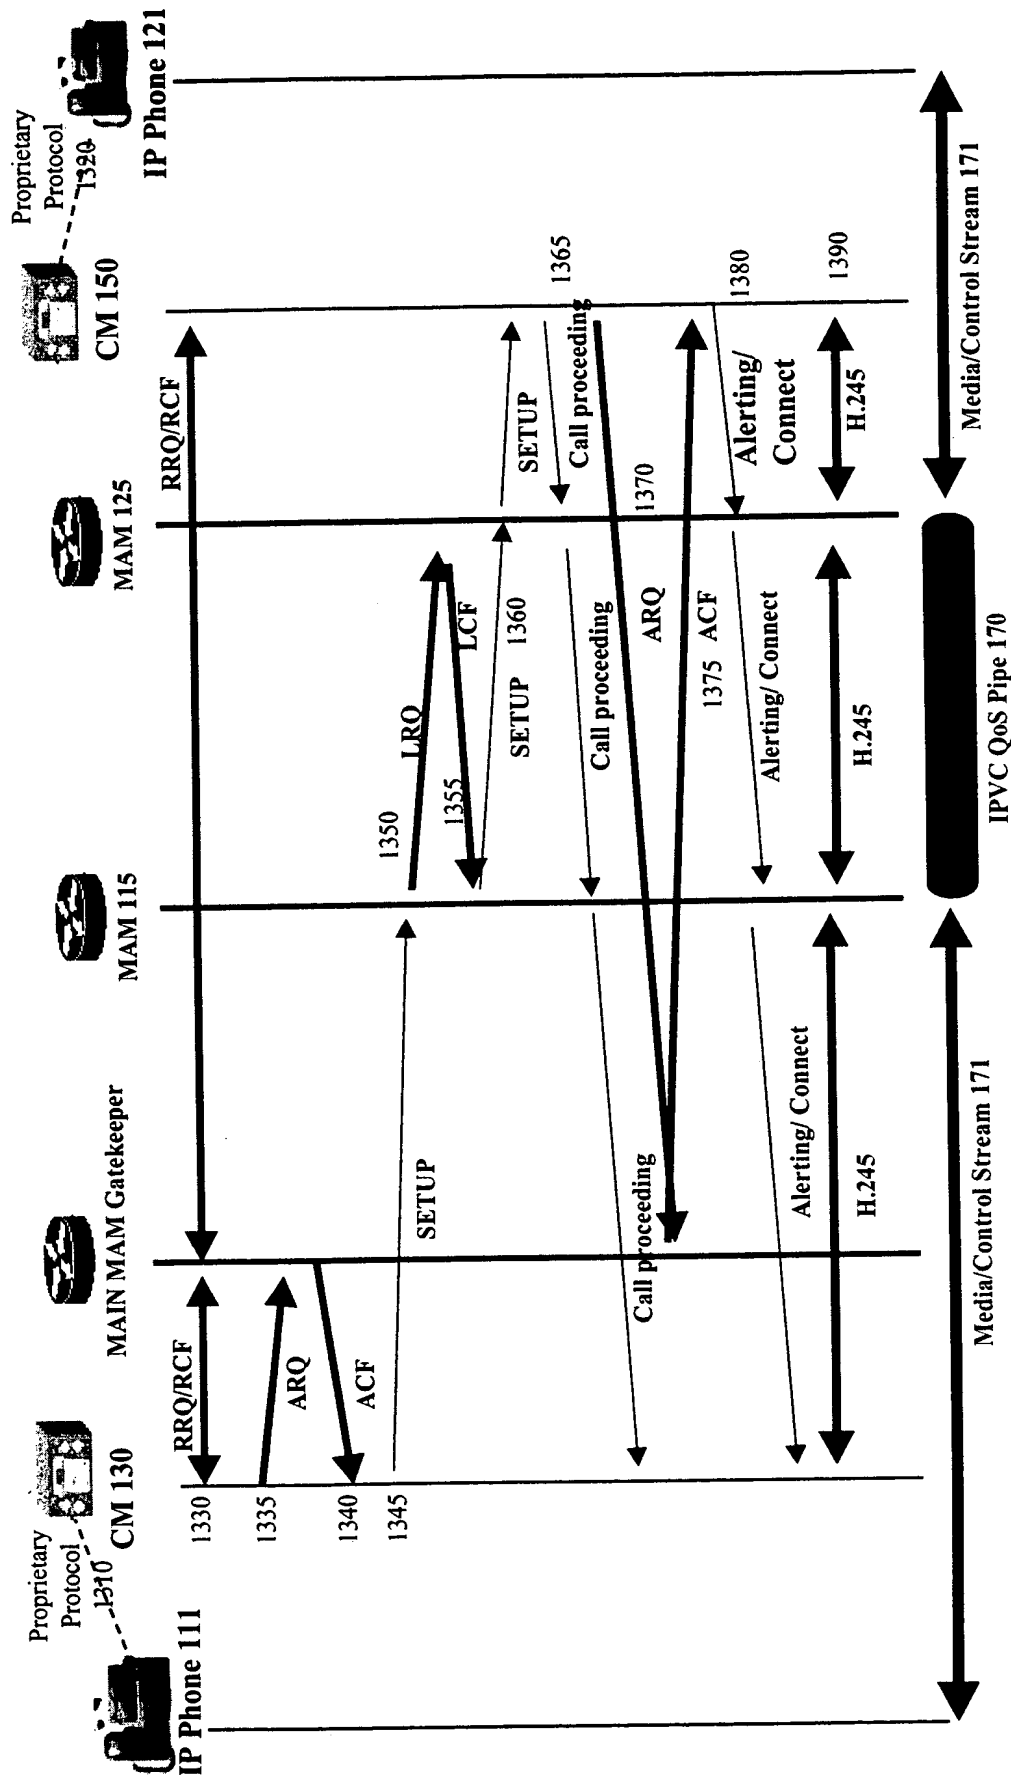 Proprietary
Protocol
1310
IP Phone 111
CM 130
MAIN MAM Gatekeeper
MAM 115
MAM 125
CM 150
Proprietary
Protocol
1320
IP Phone 121
1330
RRQ/RCF
RRQ/RCF
1335
ARQ
1340
ACF
1345
SETUP
1350
LRQ
1355
LCF
SETUP
1360
SETUP
1365
Call proceeding
Call proceeding
Call proceeding
1370
ARQ
1375
ACF
1380
Alerting/
Connect
Alerting/ Connect
Alerting/ Connect
1390
H.245
H.245
H.245
Media/Control Stream 171
IPVC QoS Pipe 170
Media/Control Stream 171